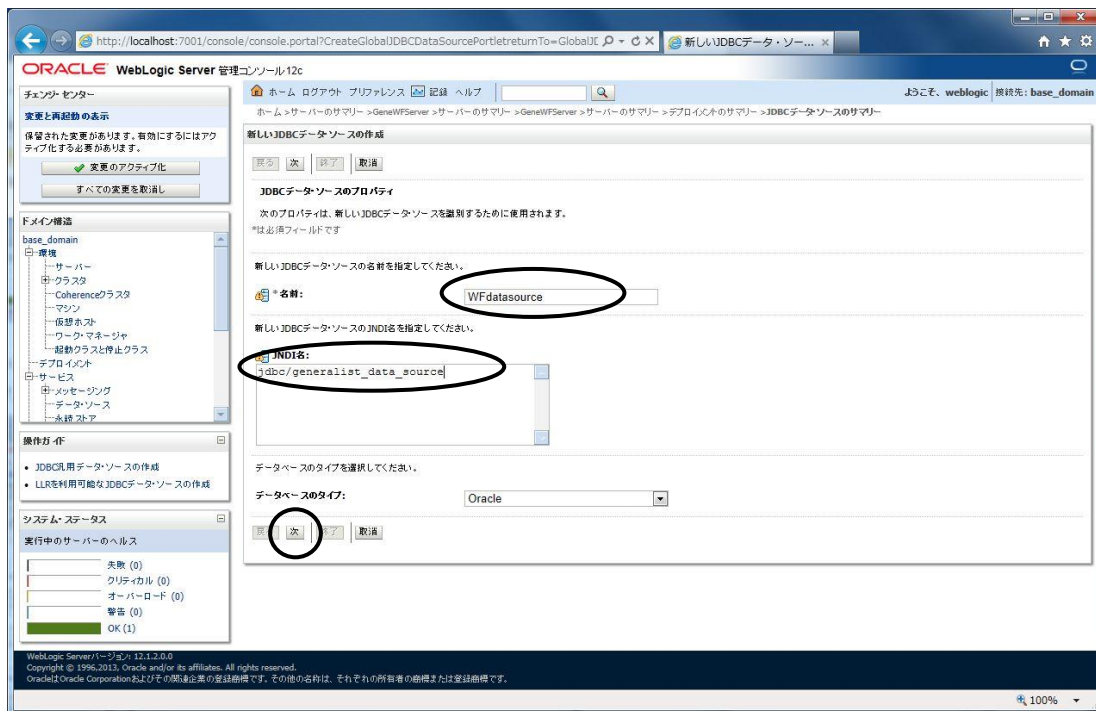 http://localhost:7001/console/console.portal?CreateGlobalJDBCDataSourcePortletreturnTo=GlobalJD
新しいJDBCデータ・ソー...
ORACLE WebLogic Server 管理コンソール12c
チェンジ・センター
変更と再起動の表示
保留された変更があります。有効にするにはアク
ティブ化する必要があります。
変更のアクティブ化
すべての変更を取消し
ドメイン構造
base_domain
環境
サーバー
クラスタ
Coherenceクラスタ
マシン
仮想ホスト
ワーク・マネージャ
起動クラスと停止クラス
デプロイメント
サービス
メッセージング
データ・ソース
永続ストア
操作ガイド
JDBC汎用データ・ソースの作成
LLRを利用可能なJDBCデータ・ソースの作成
システム・ステータス
実行中のサーバーのヘルス
失敗 (0)
クリティカル (0)
オーバーロード (0)
警告 (0)
OK (1)
ホーム ログアウト プリファレンス 記録 ヘルプ
ようこそ、weblogic 接続先: base_domain
ホーム >サーバーのサマリー >GeneWFServer >サーバーのサマリー >GeneWFServer >サーバーのサマリー >デプロイメントのサマリー >JDBCデータ・ソースのサマリー
新しいJDBCデータ・ソースの作成
戻る 次 終了 取消
JDBCデータ・ソースのプロパティ
次のプロパティは、新しいJDBCデータ・ソースを識別するために使用されます。
*は必須フィールドです
新しいJDBCデータ・ソースの名前を指定してください。
*名前: WFdatasource
新しいJDBCデータ・ソースのJNDI名を指定してください。
JNDI名:
jdbc/generalist_data_source
データベースのタイプを選択してください。
データベースのタイプ: Oracle
戻る 次 終了 取消
WebLogic Serverバージョン: 12.1.2.0.0
Copyright © 1996,2013, Oracle and/or its affiliates. All rights reserved.
OracleはOracle Corporationおよびその関連企業の登録商標です。その他の名称は、それぞれの所有者の商標または登録商標です。
100%